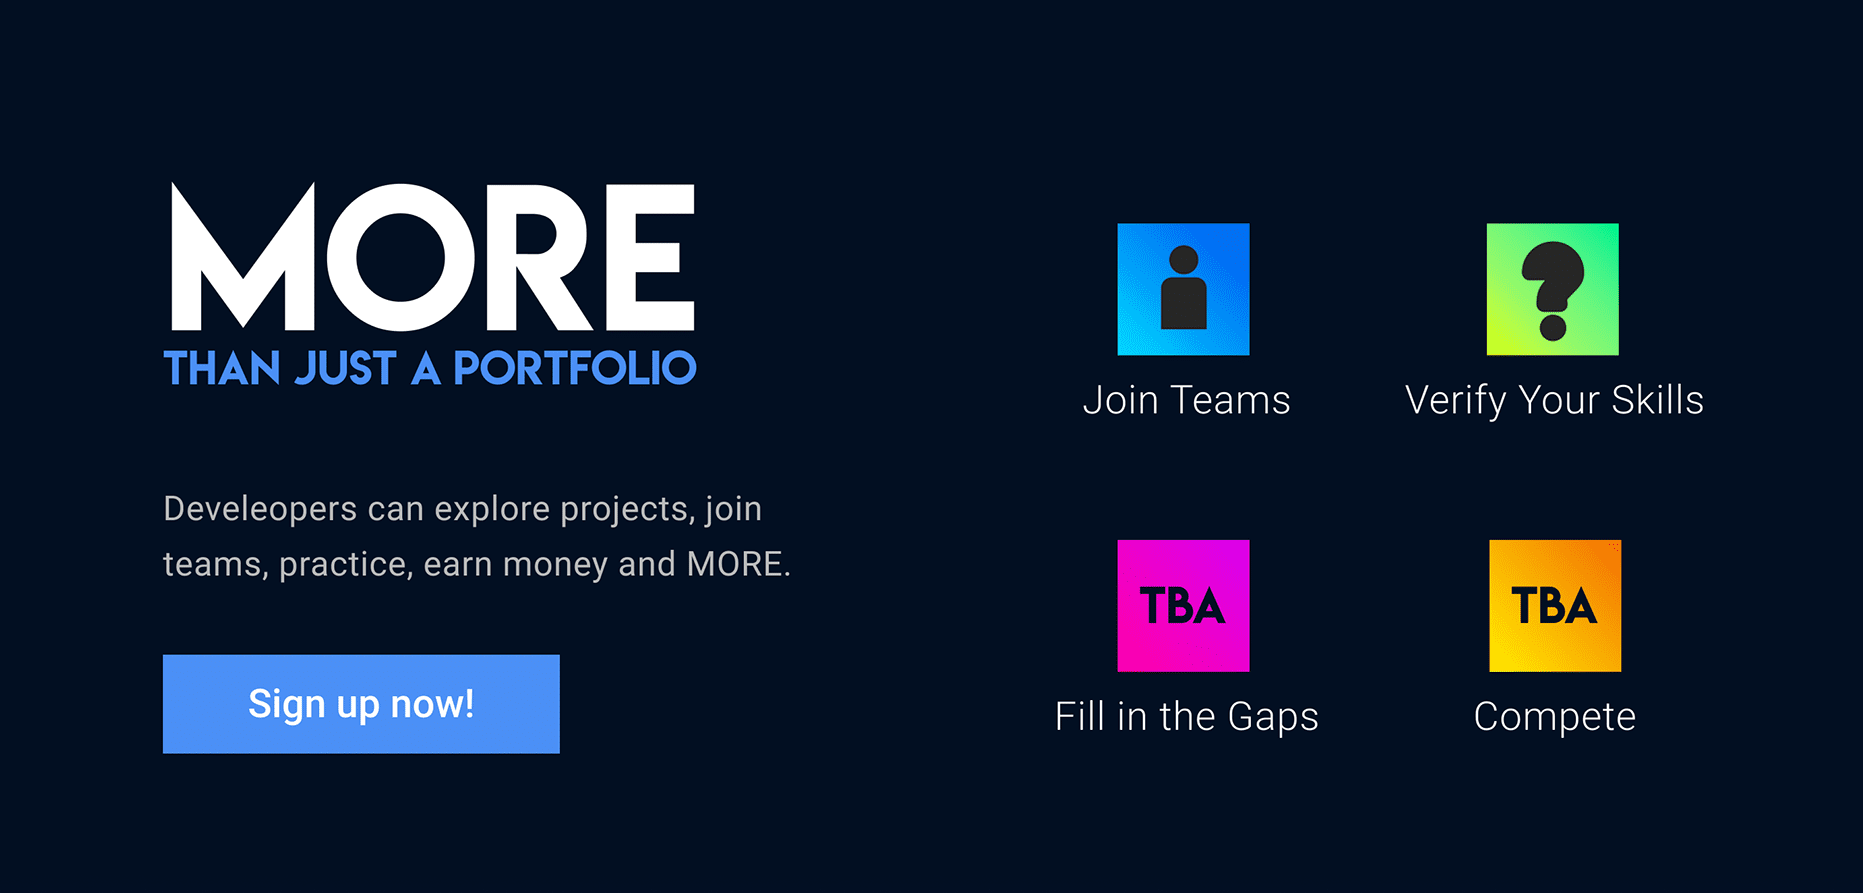 MORE
THAN JUST A PORTFOLIO
Develeopers can explore projects, join
teams, practice, earn money and MORE.
Sign up now!
Join Teams
Verify Your Skills
TBA
Fill in the Gaps
TBA
Compete